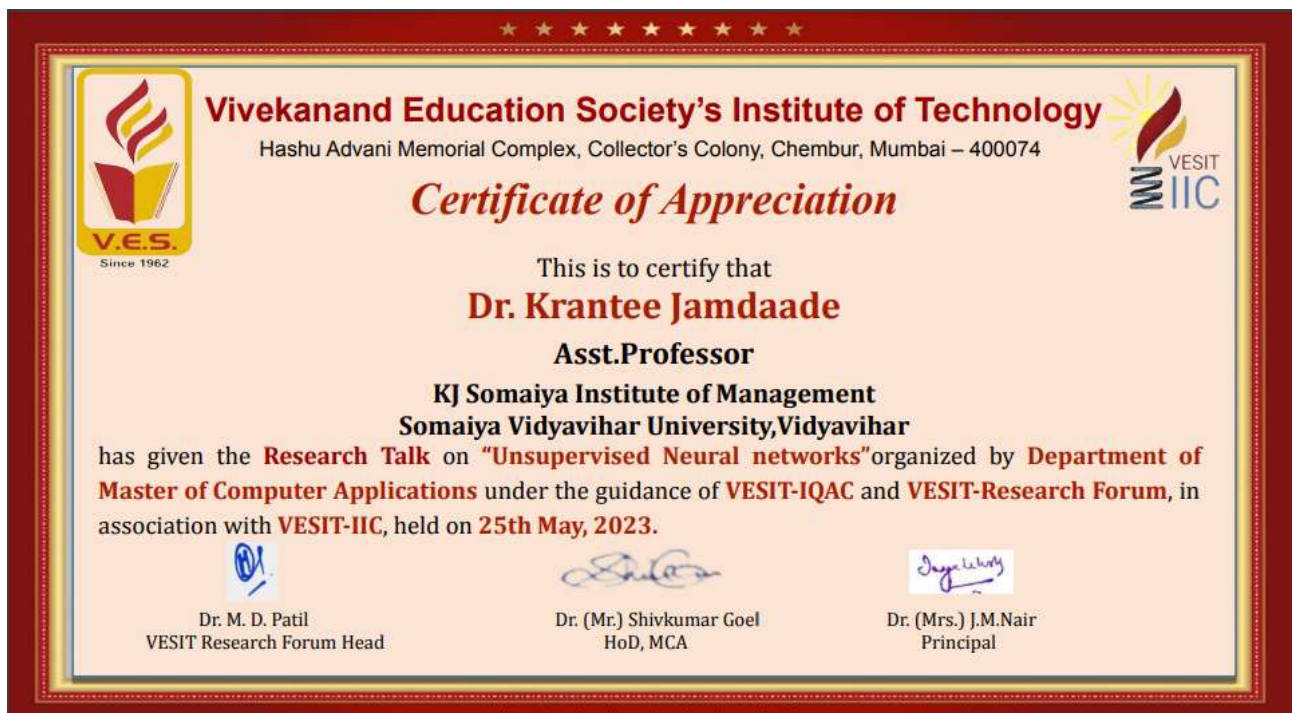 Vivekanand Education Society's Institute of Technology
Hashu Advani Memorial Complex, Collector's Colony, Chembur, Mumbai – 400074
Certificate of Appreciation
V.E.S.
Since 1962
VESIT
IIC
This is to certify that
Dr. Krantee Jamdaade
Asst.Professor
KJ Somaiya Institute of Management
Somaiya Vidyavihar University,Vidyavihar
has given the Research Talk on “Unsupervised Neural networks”organized by Department of
Master of Computer Applications under the guidance of VESIT-IQAC and VESIT-Research Forum, in
association with VESIT-IIC, held on 25th May, 2023.
Dr. M. D. Patil
VESIT Research Forum Head
Dr. (Mr.) Shivkumar Goel
HoD, MCA
Dr. (Mrs.) J.M.Nair
Principal